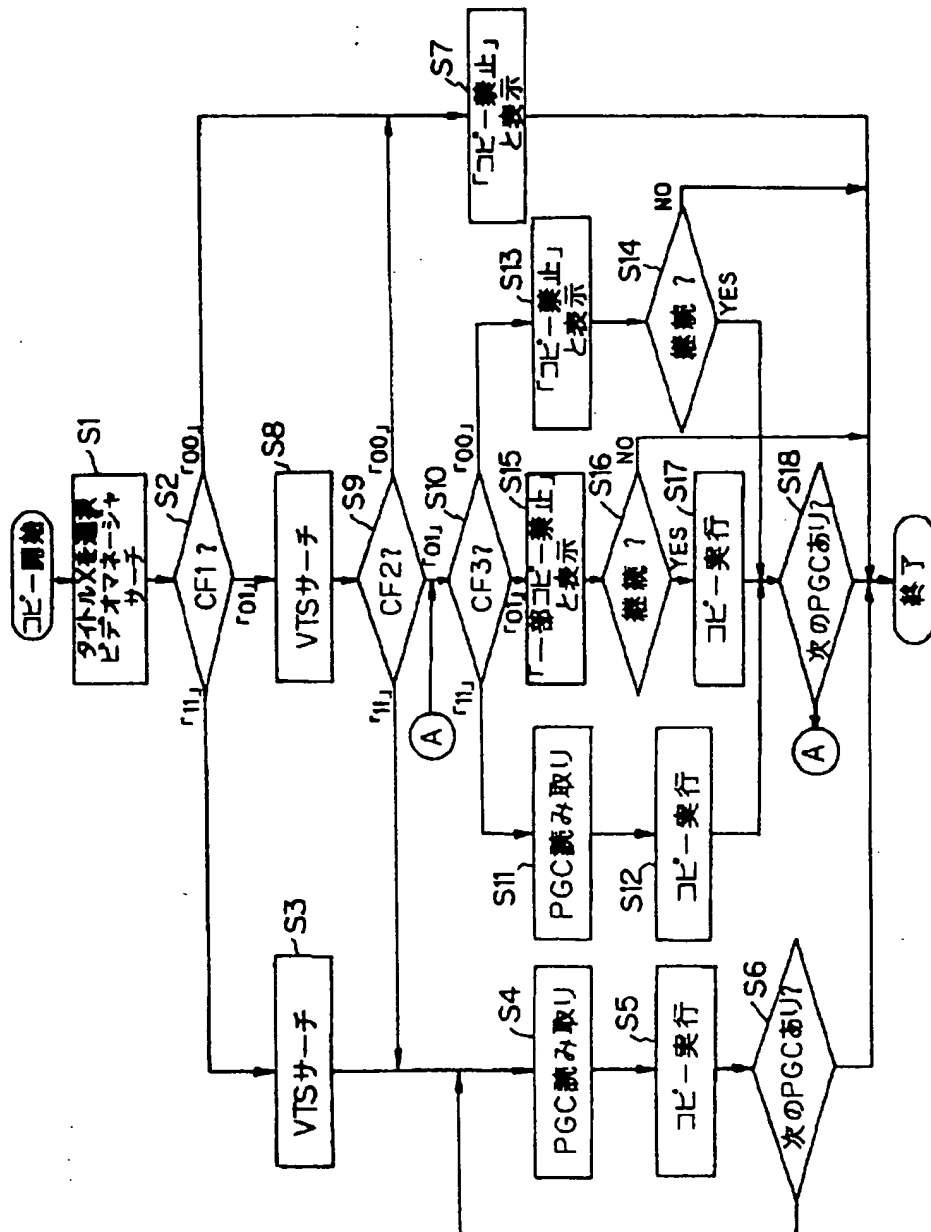 コピー開始
タイトルXを選択
ビデオマネージャ
サーチ
S1
CF1?
S2
「11」
「01」
「00」
VTSサーチ
S3
VTSサーチ
S8
CF2?
S9
「11」
「01」
「00」
A
CF3?
S10
「11」
「01」
「00」
PGC読み取り
S4
コピー実行
S5
次のPGCあり?
S6
PGC読み取り
S11
コピー実行
S12
「一部コピー禁止」
と表示
S15
継続?
S16
NO
YES
コピー実行
S17
「コピー禁止」
と表示
S13
継続?
S14
NO
YES
「コピー禁止」
と表示
S7
次のPGCあり?
S18
A
終了